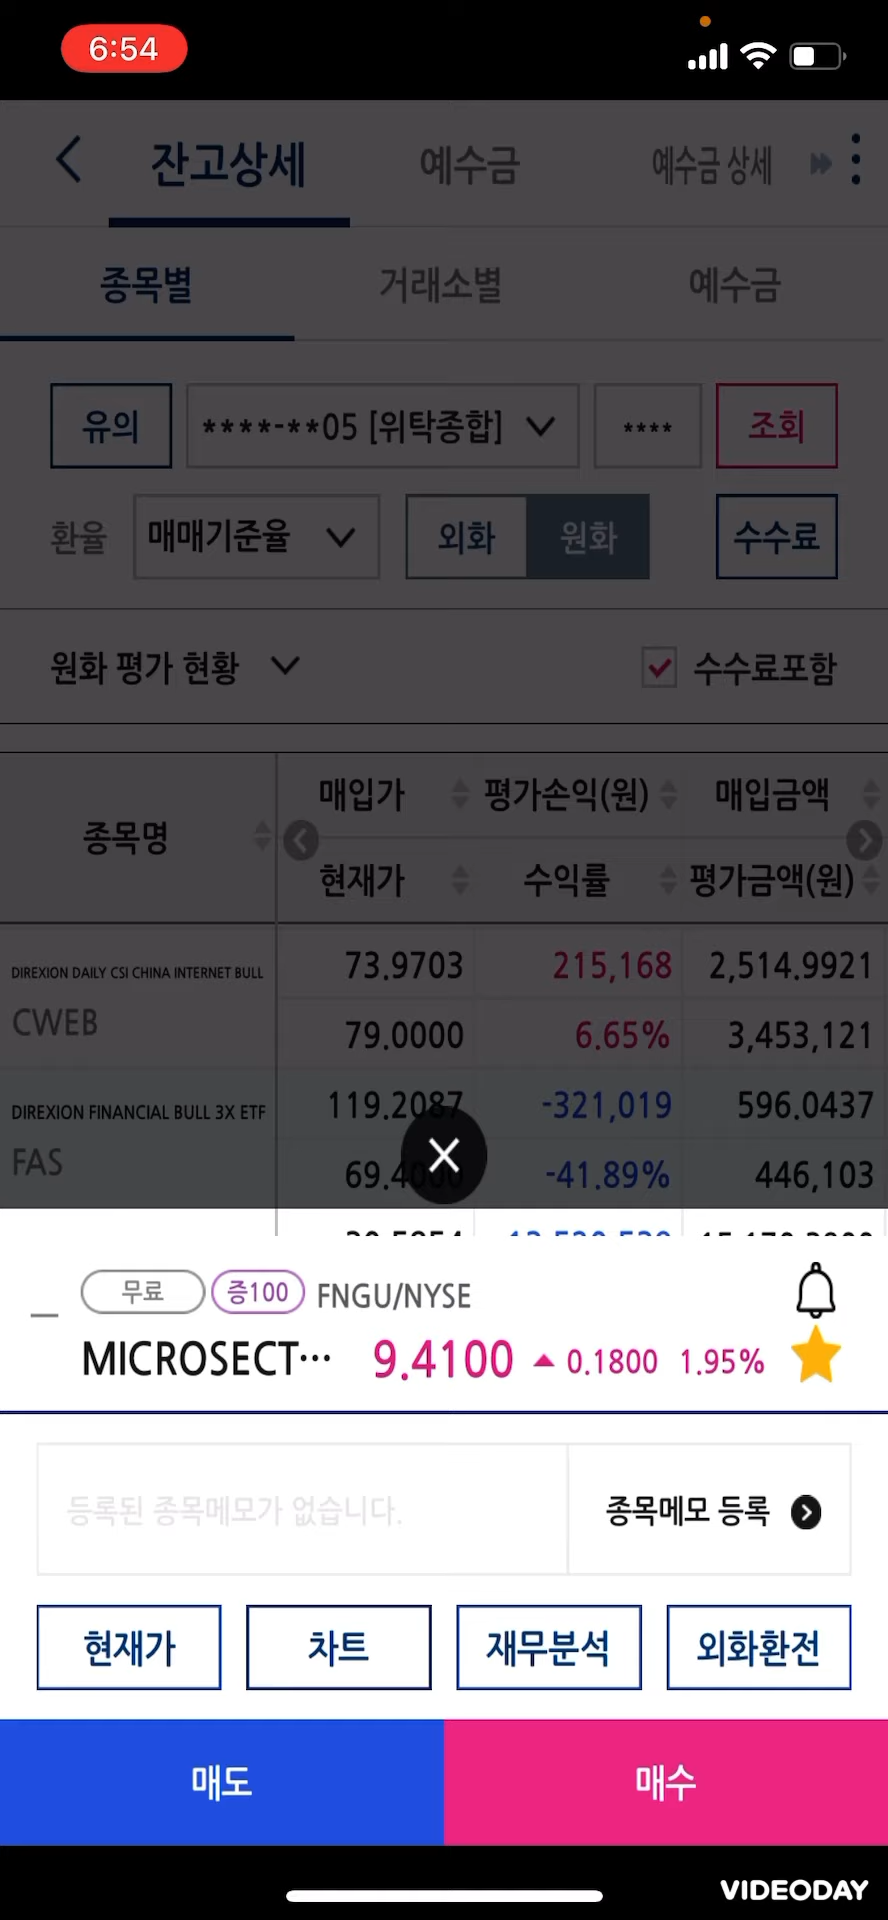 6:54
잔고상세 예수금 예수금 상세
종목별 거래소별 예수금
유의 ****-**05 [위탁종합] **** 조회
환율 매매기준율 외화 원화 수수료
원화 평가 현황 수수료포함
종목명 매입가 평가손익(원) 매입금액
현재가 수익률 평가금액(원)
DIREXION DAILY CSI CHINA INTERNET BULL 73.9703 215,168 2,514.9921
CWEB 79.0000 6.65% 3,453,121
DIREXION FINANCIAL BULL 3X ETF 119.2087 -321,019 596.0437
FAS 69.4000 -41.89% 446,103
무료 증100 FNGU/NYSE
MICROSECT… 9.4100 ▲ 0.1800 1.95%
등록된 종목메모가 없습니다. 종목메모 등록
현재가 차트 재무분석 외화환전
매도 매수
VIDEODAY